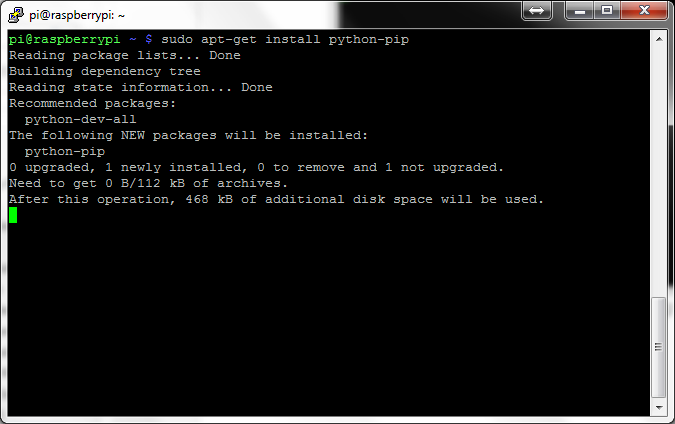 pi@raspberrypi: ~
pi@raspberrypi ~ $ sudo apt-get install python-pip
Reading package lists... Done
Building dependency tree
Reading state information... Done
Recommended packages:
  python-dev-all
The following NEW packages will be installed:
  python-pip
0 upgraded, 1 newly installed, 0 to remove and 1 not upgraded.
Need to get 0 B/112 kB of archives.
After this operation, 468 kB of additional disk space will be used.